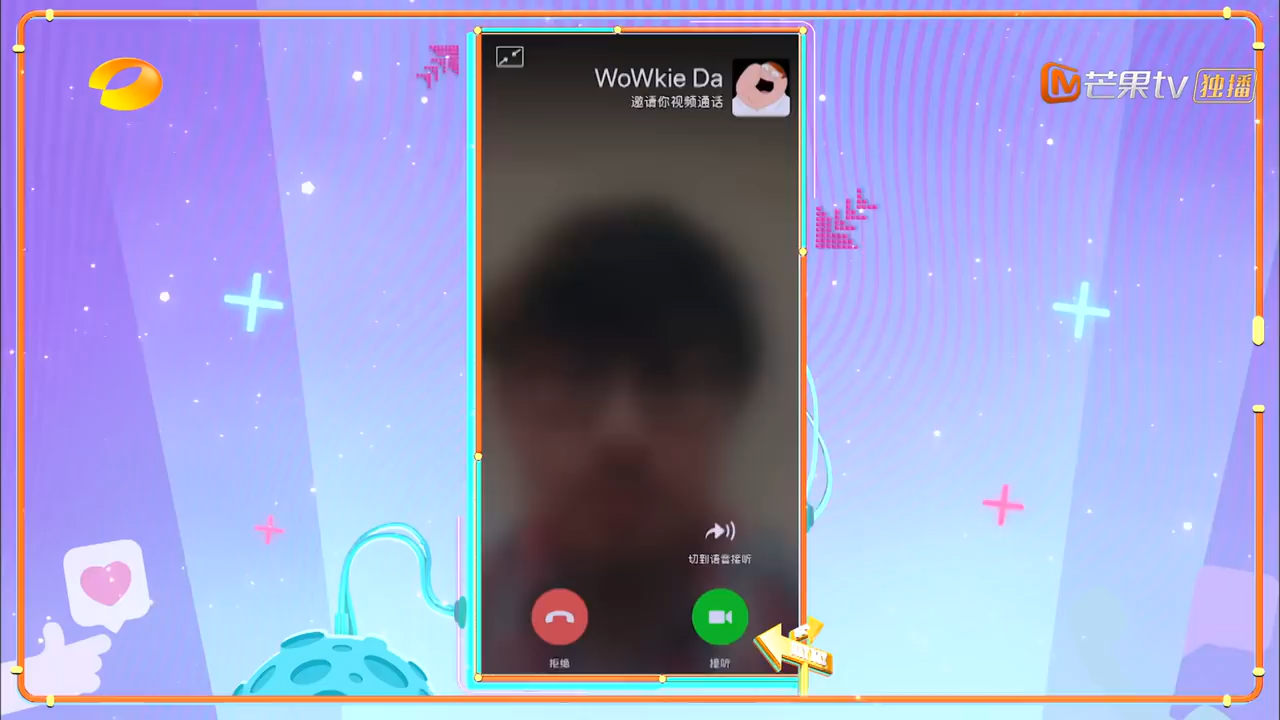 芒果tv 独播
WoWkie Da
邀请你视频通话
切到语音接听
拒绝
接听